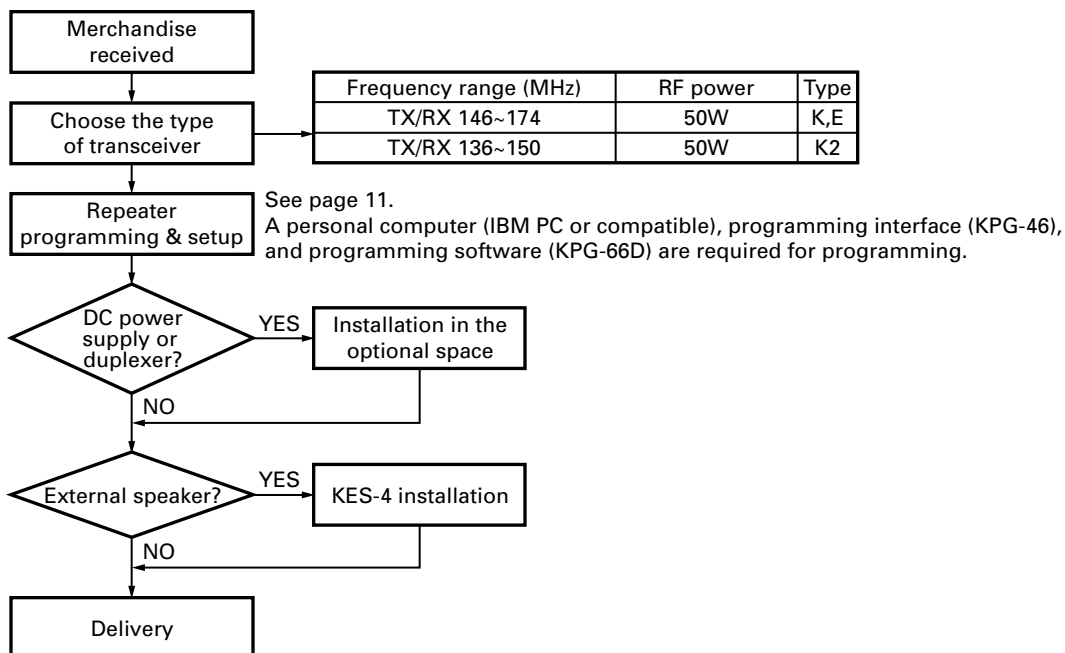 Merchandise
received
Choose the type
of transceiver
Frequency range (MHz) RF power Type
TX/RX 146~174 50W K,E
TX/RX 136~150 50W K2
Repeater
programming & setup
See page 11.
A personal computer (IBM PC or compatible), programming interface (KPG-46),
and programming software (KPG-66D) are required for programming.
DC power
supply or
duplexer?
YES
Installation in the
optional space
NO
External speaker?
YES
KES-4 installation
NO
Delivery